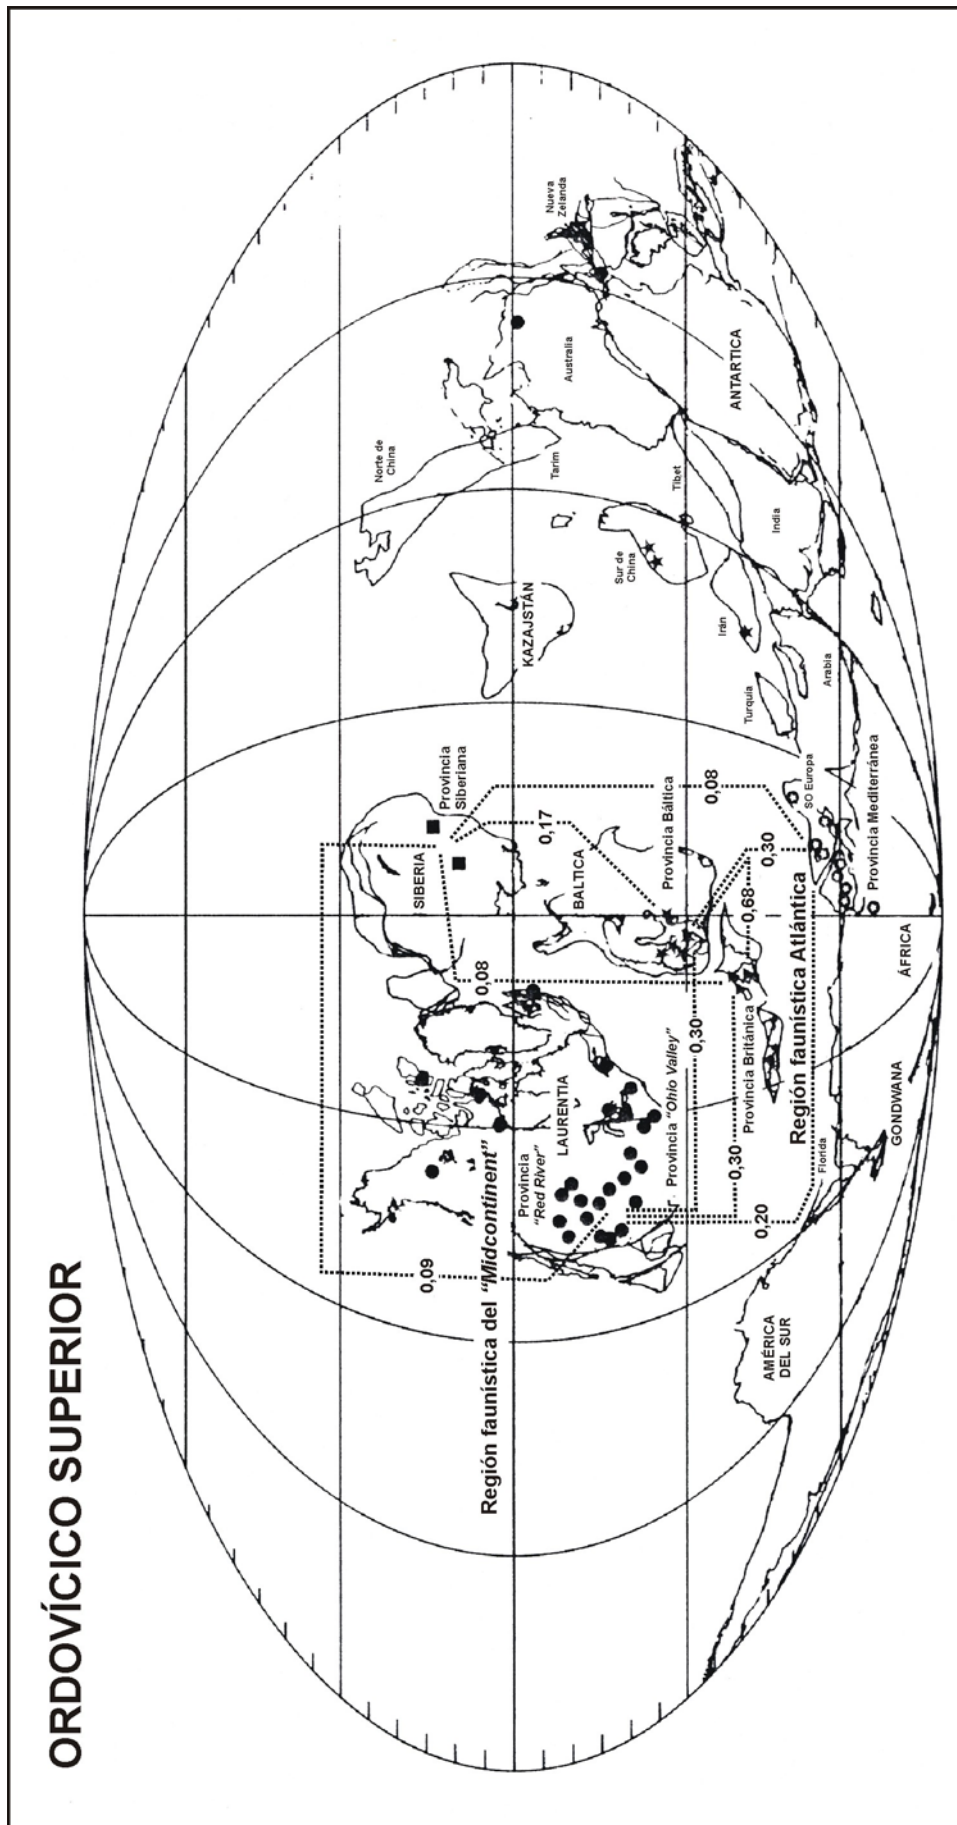 ORDOVÍCICO SUPERIOR
Nueva
Zelanda
Australia
ANTARTICA
Norte de
China
Tarim
Tibet
India
Sur de
China
KAZAJSTÁN
Irán
Arabia
Turquía
SO Europa
Provincia Mediterránea
Provincia
Siberiana
SIBERIA
0,17
0,08
Provincia Báltica
BALTICA
0,30
0,68
ÁFRICA
0,08
0,30
Región faunística Atlántica
Provincia Británica
LAURENTIA
Provincia "Ohio Valley"
Provincia
"Red River"
0,30
0,20
0,09
Florida
GONDWANA
Región faunística del "Midcontinent"
AMÉRICA
DEL SUR